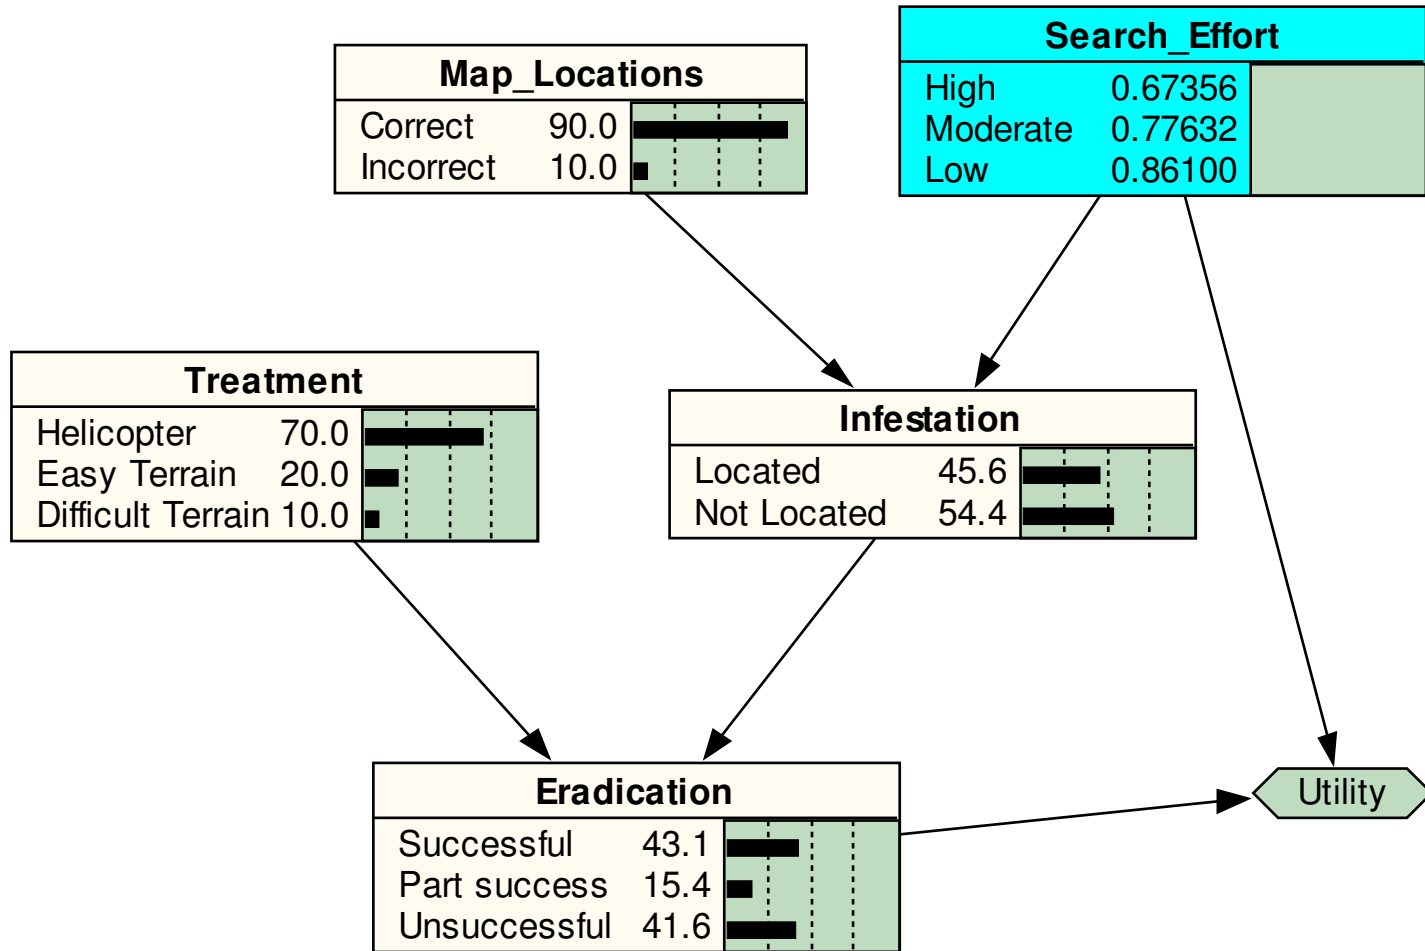 Search_Effort
High 0.67356
Moderate 0.77632
Low 0.86100
Map_Locations
Correct 90.0
Incorrect 10.0
Treatment
Helicopter 70.0
Easy Terrain 20.0
Difficult Terrain 10.0
Infestation
Located 45.6
Not Located 54.4
Eradication
Successful 43.1
Part success 15.4
Unsuccessful 41.6
Utility